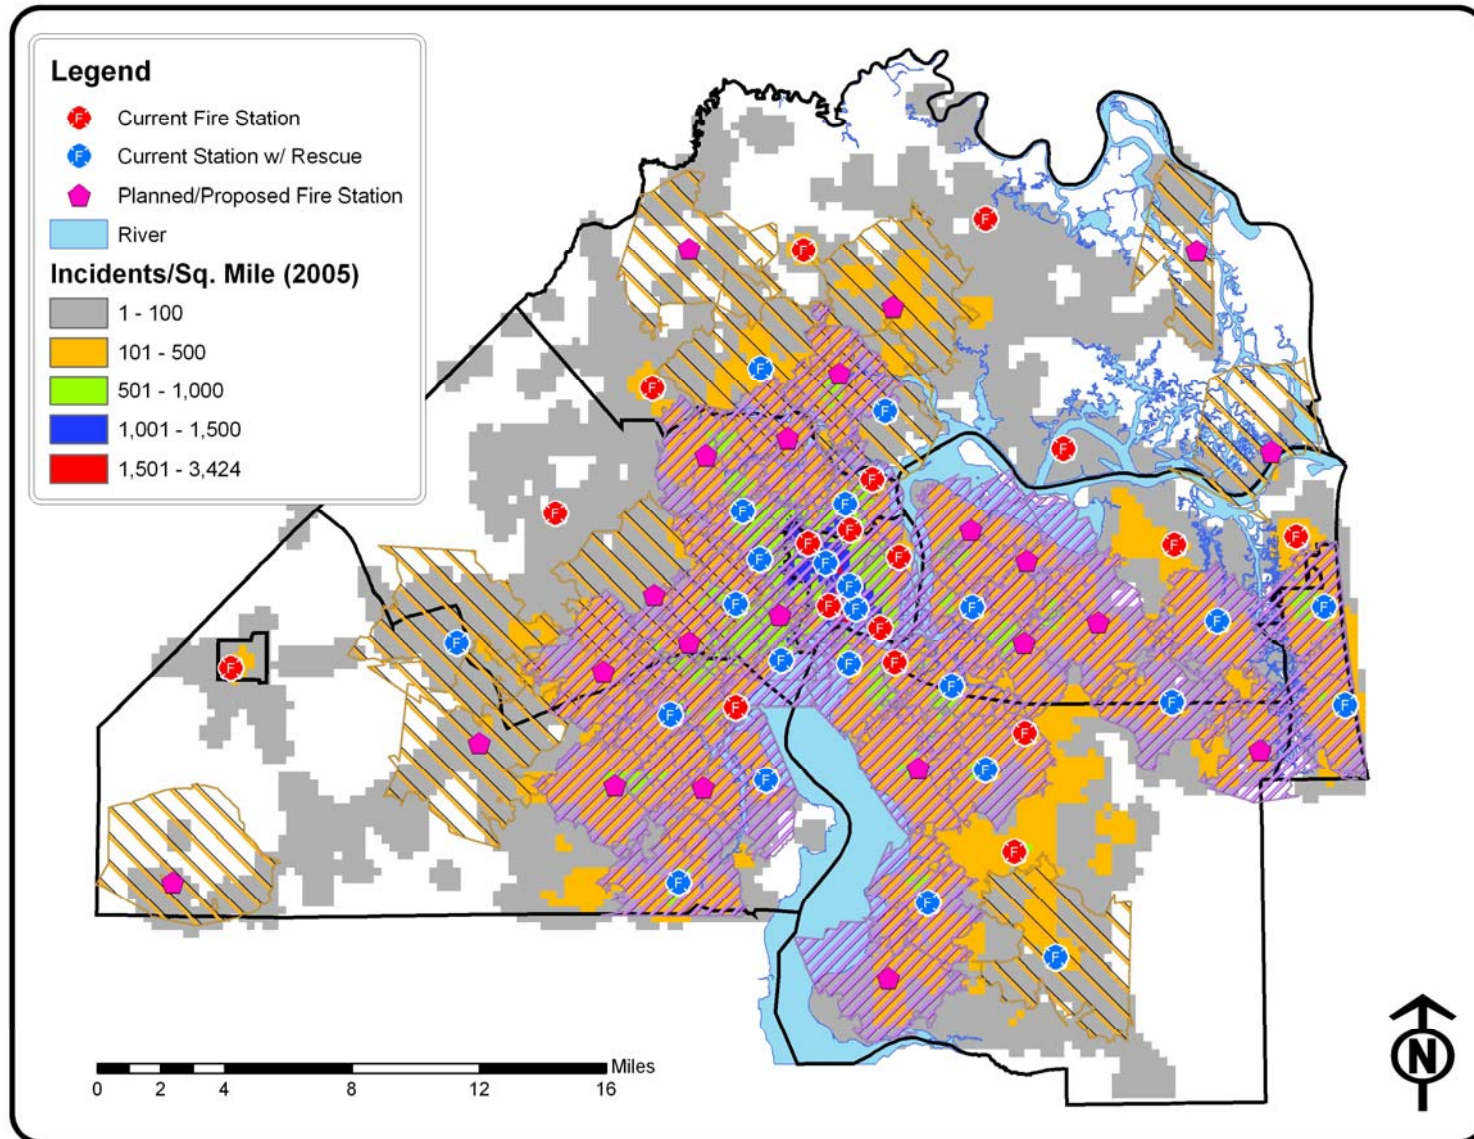 Legend
F Current Fire Station
F Current Station w/ Rescue
Planned/Proposed Fire Station
River
Incidents/Sq. Mile (2005)
1 - 100
101 - 500
501 - 1,000
1,001 - 1,500
1,501 - 3,424
Miles
0 2 4 8 12 16
N